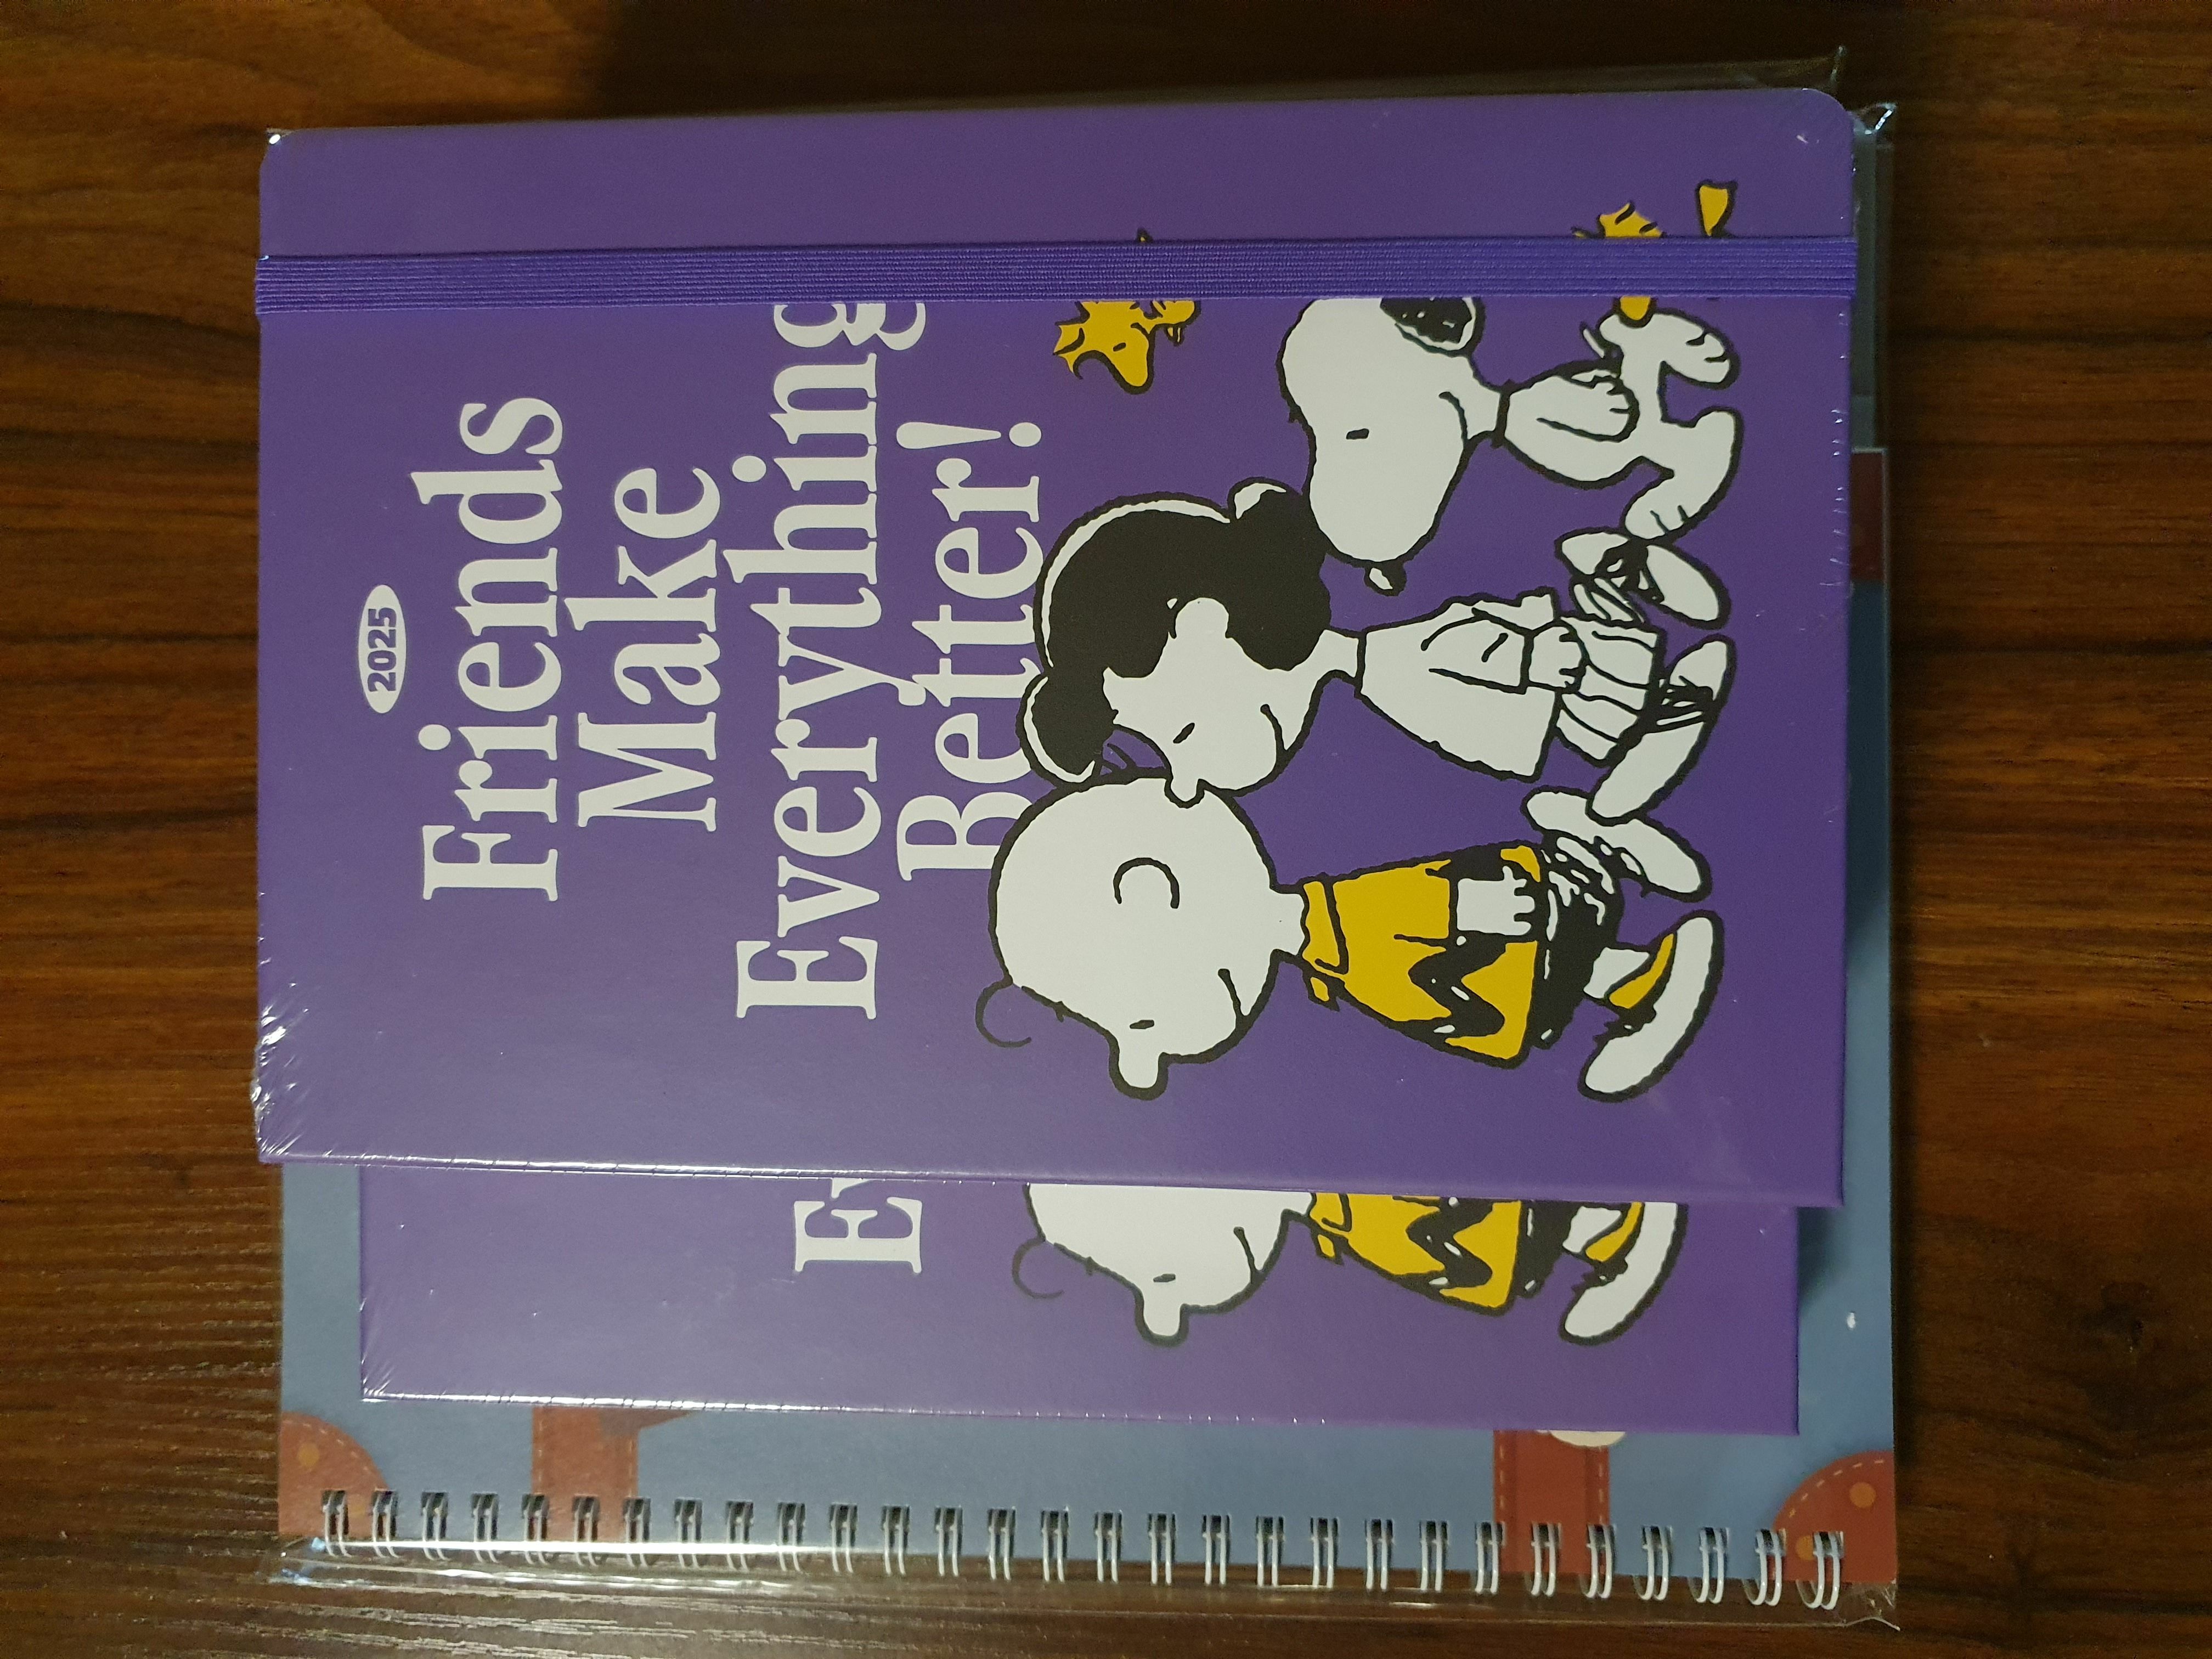 2025
Friends
Make
Everything
Better!
E